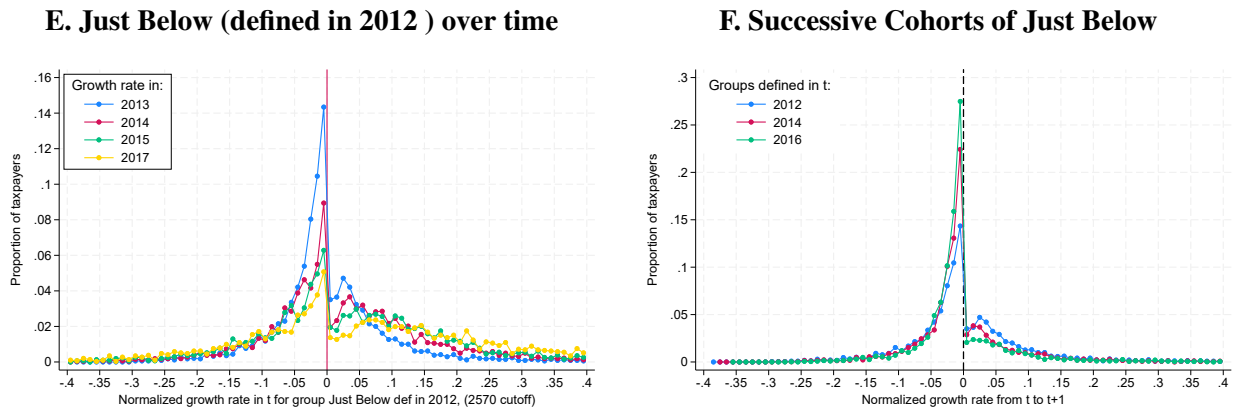 E. Just Below (defined in 2012 ) over time
Proportion of taxpayers
.16
.14
.12
.1
.08
.06
.04
.02
0
Growth rate in:
2013
2014
2015
2017
-.4 -.35 -.3 -.25 -.2 -.15 -.1 -.05 0 .05 .1 .15 .2 .25 .3 .35 .4
Normalized growth rate in t for group Just Below def in 2012, (2570 cutoff)
F. Successive Cohorts of Just Below
Proportion of taxpayers
.3
.25
.2
.15
.1
.05
0
Groups defined in t:
2012
2014
2016
-.4 -.35 -.3 -.25 -.2 -.15 -.1 -.05 0 .05 .1 .15 .2 .25 .3 .35 .4
Normalized growth rate from t to t+1